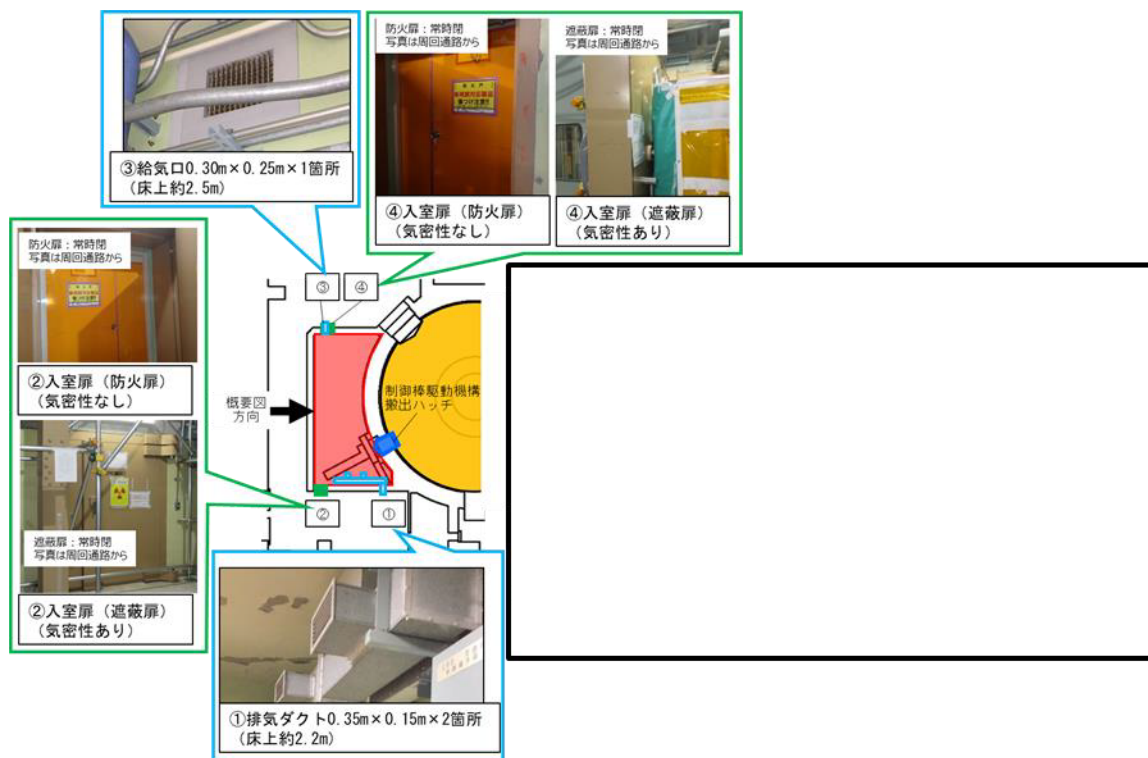 ③給気口0.30m×0.25m×1箇所
(床上約2.5m)
防火扉:常時閉
写真は周回通路から
④入室扉(防火扉)
(気密性なし)
遮蔽扉:常時閉
写真は周回通路から
④入室扉(遮蔽扉)
(気密性あり)
防火扉:常時閉
写真は周回通路から
②入室扉(防火扉)
(気密性なし)
遮蔽扉:常時閉
写真は周回通路から
②入室扉(遮蔽扉)
(気密性あり)
③
④
概要図
方向
制御棒駆動機構
搬出ハッチ
②
①
①排気ダクト0.35m×0.15m×2箇所
(床上約2.2m)